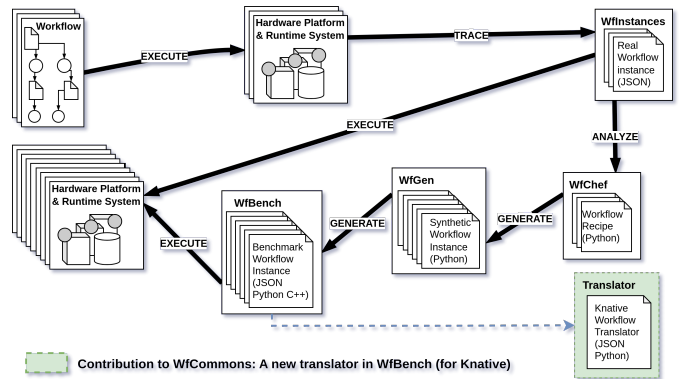 Workflow
EXECUTE
Hardware Platform
& Runtime System
TRACE
WfInstances
Real
Workflow
instance
(JSON)
EXECUTE
ANALYZE
Hardware Platform
& Runtime System
EXECUTE
WfBench
Benchmark
Workflow
Instance
(JSON
Python C++)
GENERATE
WfGen
Synthetic
Workflow
Instance
(Python)
GENERATE
WfChef
Workflow
Recipe
(Python)
Translator
Knative
Workflow
Translator
(JSON
Python)
Contribution to WfCommons: A new translator in WfBench (for Knative)